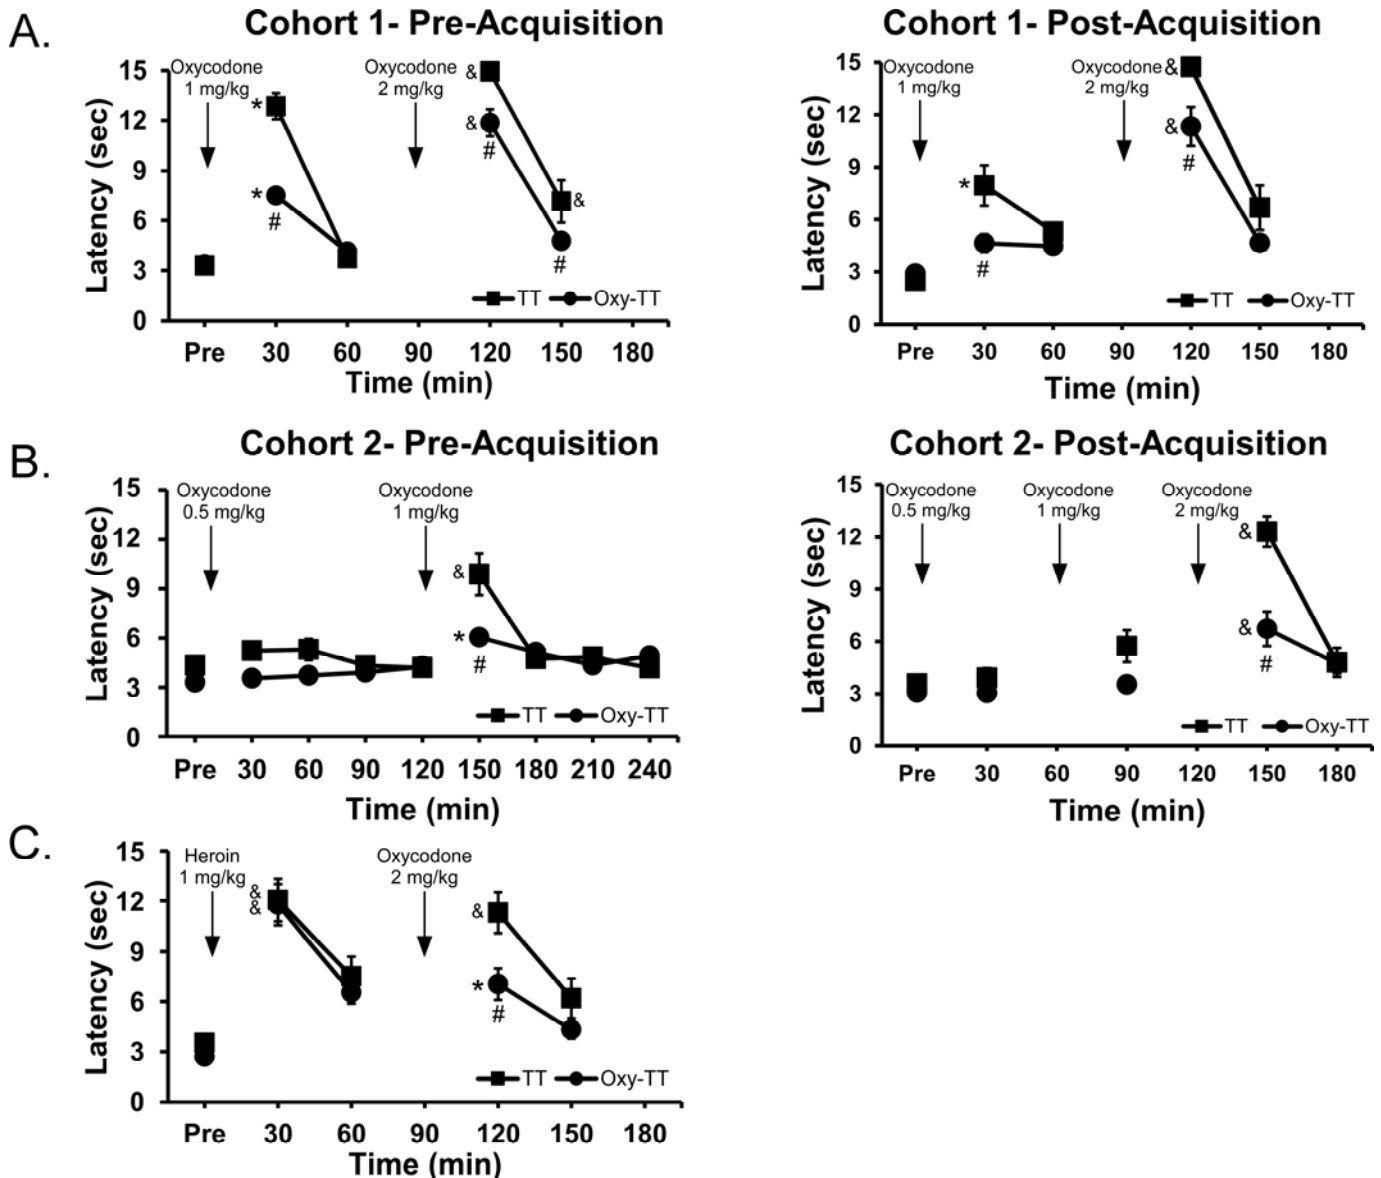 A.
Cohort 1- Pre-Acquisition
Latency (sec)
15
12
9
6
3
0
Oxycodone
1 mg/kg
Oxycodone
2 mg/kg
*
*
#
&
&
#
&
#
TT Oxy-TT
Pre 30 60 90 120 150 180
Time (min)
Cohort 1- Post-Acquisition
Latency (sec)
15
12
9
6
3
0
Oxycodone
1 mg/kg
Oxycodone
2 mg/kg
*
#
&
&
#
TT Oxy-TT
Pre 30 60 90 120 150 180
Time (min)
B.
Cohort 2- Pre-Acquisition
Latency (sec)
15
12
9
6
3
0
Oxycodone
0.5 mg/kg
Oxycodone
1 mg/kg
&
*
#
TT Oxy-TT
Pre 30 60 90 120 150 180 210 240
Time (min)
Cohort 2- Post-Acquisition
Latency (sec)
15
12
9
6
3
0
Oxycodone
0.5 mg/kg
Oxycodone
1 mg/kg
Oxycodone
2 mg/kg
&
&
#
TT Oxy-TT
Pre 30 60 90 120 150 180
Time (min)
C.
Latency (sec)
15
12
9
6
3
0
Heroin
1 mg/kg
Oxycodone
2 mg/kg
&
&
&
*
#
TT Oxy-TT
Pre 30 60 90 120 150 180
Time (min)